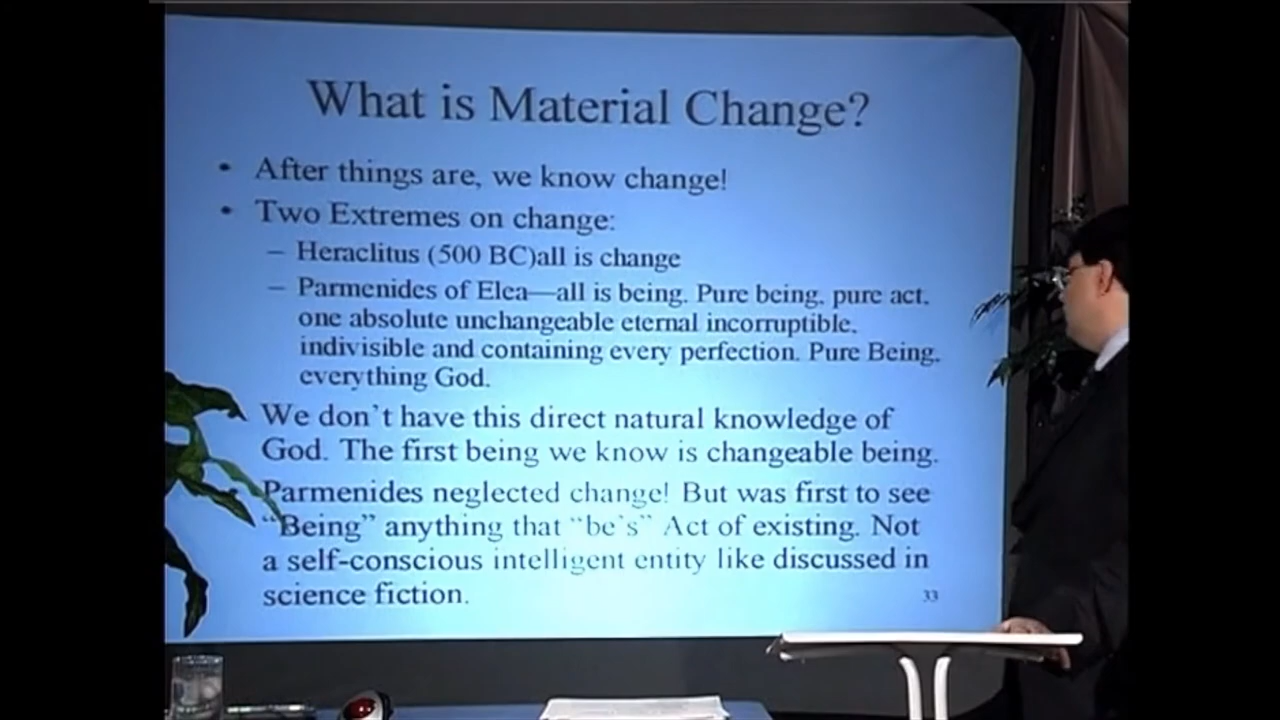 What is Material Change?
• After things are, we know change!
• Two Extremes on change:
– Heraclitus (500 BC)all is change
– Parmenides of Elea—all is being. Pure being, pure act,
one absolute unchangeable eternal incorruptible,
indivisible and containing every perfection. Pure Being,
everything God.
We don't have this direct natural knowledge of
God. The first being we know is changeable being.
Parmenides neglected change! But was first to see
"Being" anything that "be's" Act of existing. Not
a self-conscious intelligent entity like discussed in
science fiction.
33